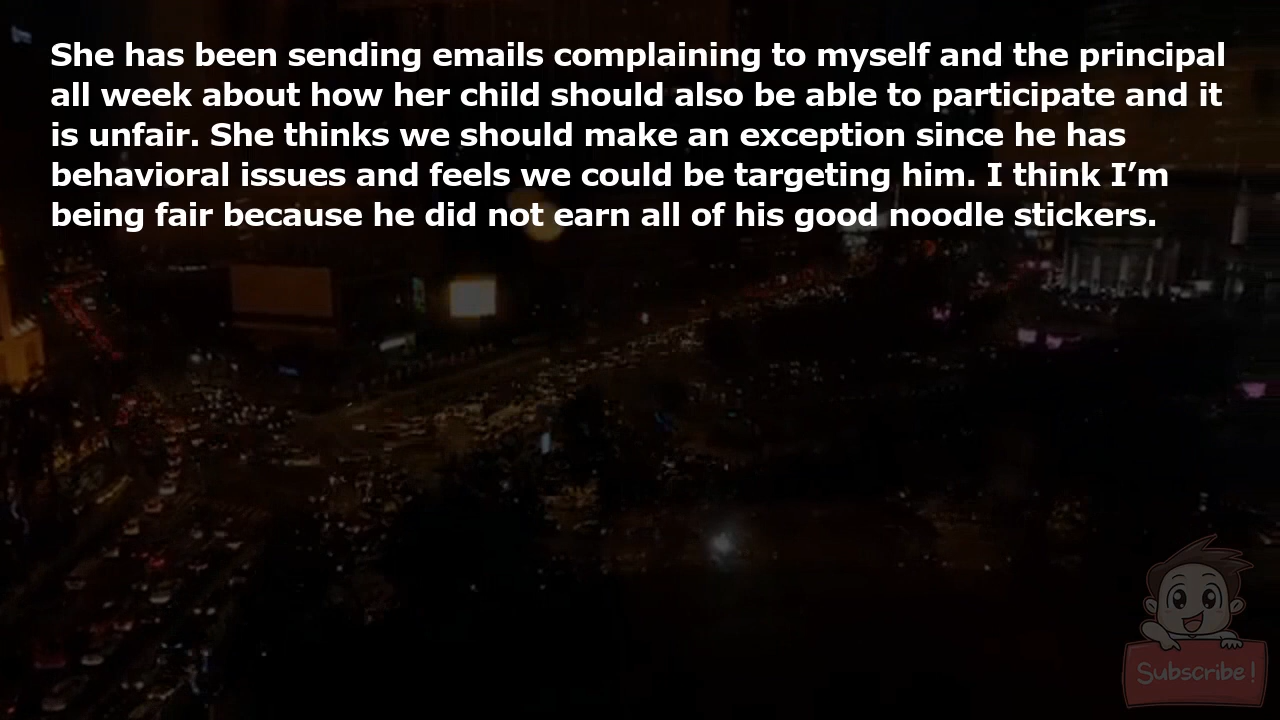 She has been sending emails complaining to myself and the principal
all week about how her child should also be able to participate and it
is unfair. She thinks we should make an exception since he has
behavioral issues and feels we could be targeting him. I think I’m
being fair because he did not earn all of his good noodle stickers.
Subscribe!